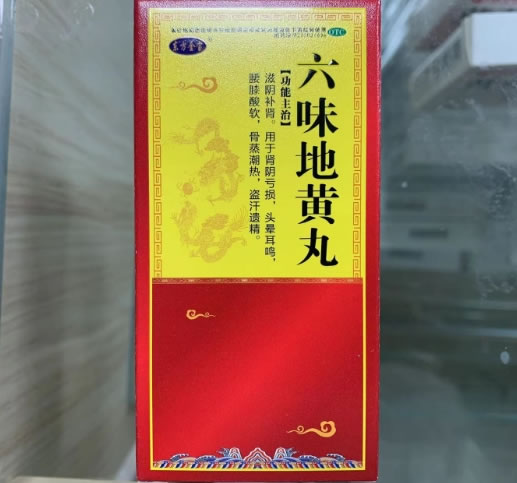 OTC
六味地黄丸
【功能主治】
滋阴补肾。用于肾阴亏损，头晕耳鸣，
腰膝酸软，骨蒸潮热，盗汗遗精。